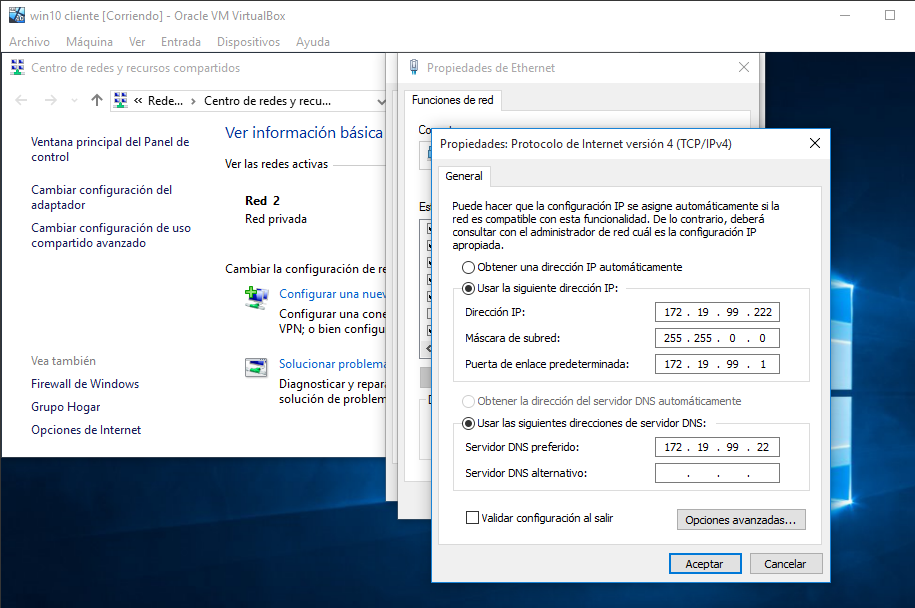 win10 cliente [Corriendo] - Oracle VM VirtualBox
Archivo Máquina Ver Entrada Dispositivos Ayuda
Centro de redes y recursos compartidos
« Rede... > Centro de redes y recu...
Ventana principal del Panel de
control
Cambiar configuración del
adaptador
Cambiar configuración de uso
compartido avanzado
Vea también
Firewall de Windows
Grupo Hogar
Opciones de Internet
Ver información básica
Ver las redes activas
Red 2
Red privada
Cambiar la configuración de re
Configurar una nuev
Configurar una cone
VPN; o bien configu
Solucionar problema
Diagnosticar y repara
solución de problem
Propiedades de Ethernet
Funciones de red
Propiedades: Protocolo de Internet versión 4 (TCP/IPv4)
General
Puede hacer que la configuración IP se asigne automáticamente si la
red es compatible con esta funcionalidad. De lo contrario, deberá
consultar con el administrador de red cuál es la configuración IP
apropiada.
Obtener una dirección IP automáticamente
Usar la siguiente dirección IP:
Dirección IP: 172 . 19 . 99 . 222
Máscara de subred: 255 . 255 . 0 . 0
Puerta de enlace predeterminada: 172 . 19 . 99 . 1
Obtener la dirección del servidor DNS automáticamente
Usar las siguientes direcciones de servidor DNS:
Servidor DNS preferido: 172 . 19 . 99 . 22
Servidor DNS alternativo: . . .
Validar configuración al salir
Opciones avanzadas...
Aceptar Cancelar